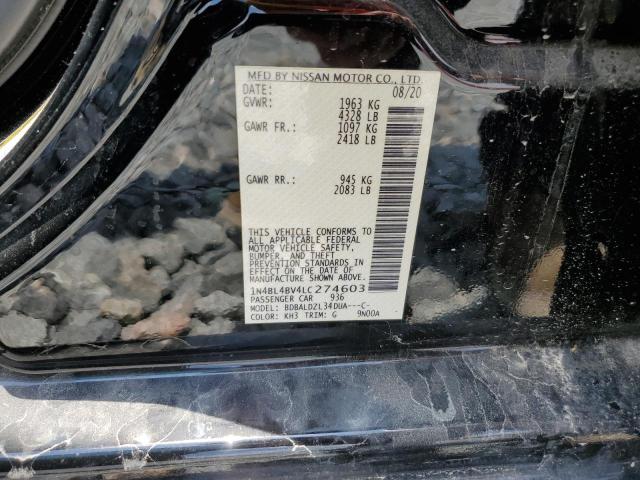 MFD BY NISSAN MOTOR CO., LTD.
DATE: 08/20
GVWR: 1963 KG
4328 LB
GAWR FR.: 1097 KG
2418 LB
GAWR RR.: 945 KG
2083 LB
THIS VEHICLE CONFORMS TO
ALL APPLICABLE FEDERAL
MOTOR VEHICLE SAFETY,
BUMPER, AND THEFT
PREVENTION STANDARDS
IN EFFECT ON THE DATE OF
MANUFACTURE SHOWN ABOVE.
1N4BL4BV4LC274603
PASSENGER CAR 936
MODEL: BDBALDZL34DUA---C-
COLOR: KH3 TRIM: G 9N00A